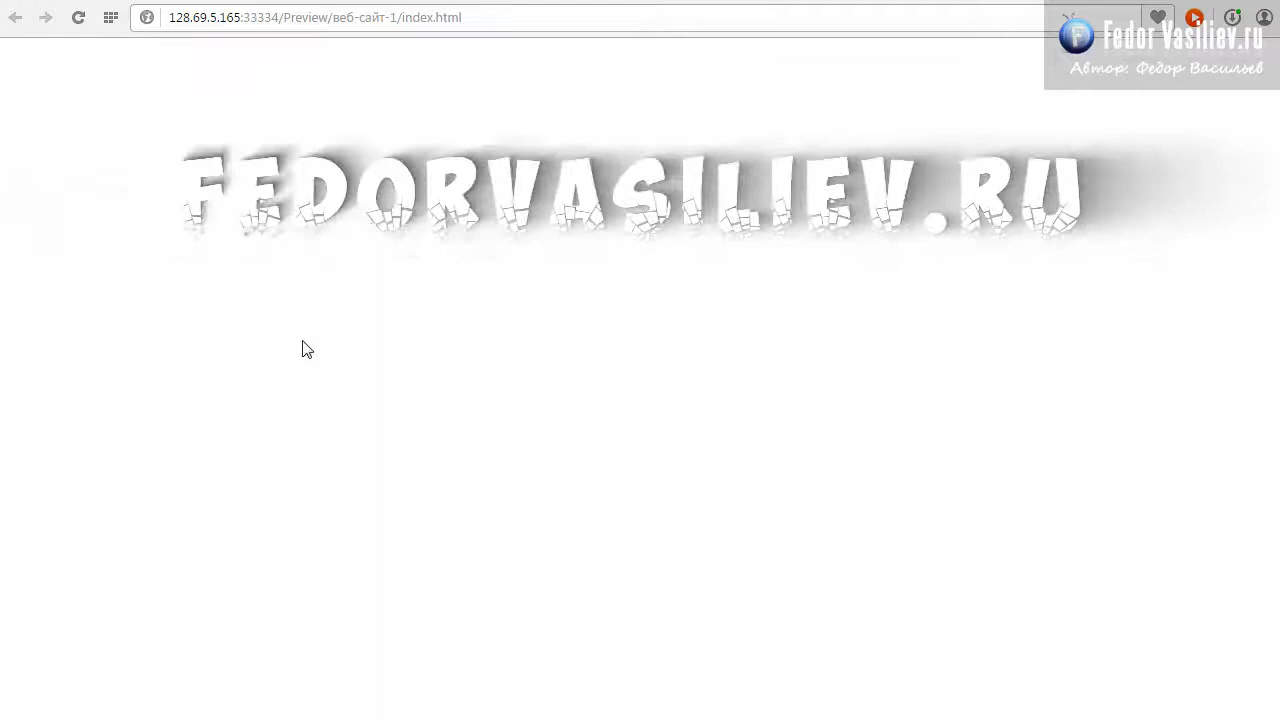 128.69.5.165:33334/Preview/веб-сайт-1/index.html
F Fedor Vasiliev.ru
Автор: Федор Васильев
FEDORVASILIEV.RU